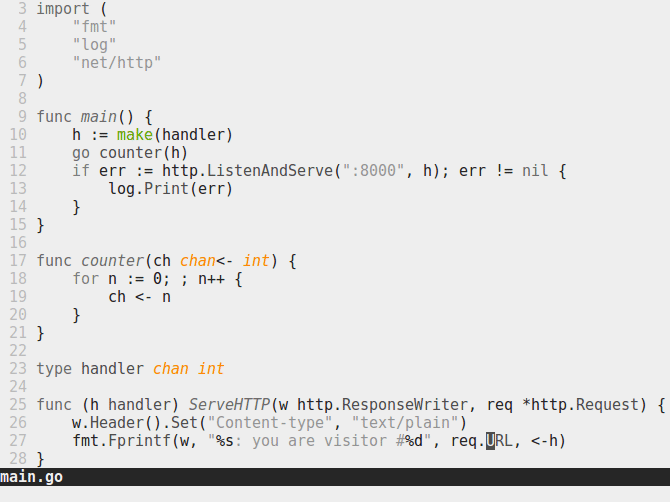 3 import (
4     "fmt"
5     "log"
6     "net/http"
7 )
8
9 func main() {
10     h := make(handler)
11     go counter(h)
12     if err := http.ListenAndServe(":8000", h); err != nil {
13         log.Print(err)
14     }
15 }
16
17 func counter(ch chan<- int) {
18     for n := 0; ; n++ {
19         ch <- n
20     }
21 }
22
23 type handler chan int
24
25 func (h handler) ServeHTTP(w http.ResponseWriter, req *http.Request) {
26     w.Header().Set("Content-type", "text/plain")
27     fmt.Fprintf(w, "%s: you are visitor #%d", req.URL, <-h)
28 }
main.go